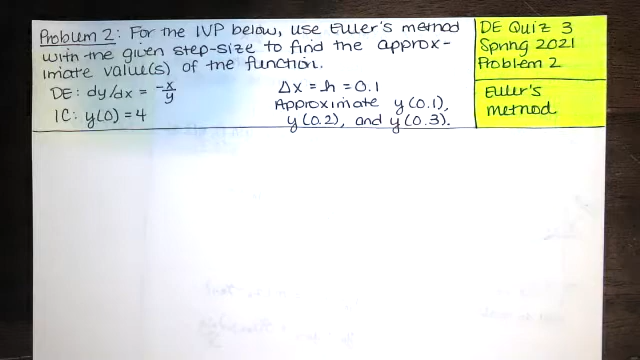 Problem 2: For the IVP below, use Euler's method
with the given step-size to find the approx-
imate value(s) of the function.
DE: dy/dx = -x/y
IC: y(0) = 4
Δx = h = 0.1
Approximate y(0.1),
y(0.2), and y(0.3).
DE Quiz 3
Spring 2021
Problem 2
Euler's
method